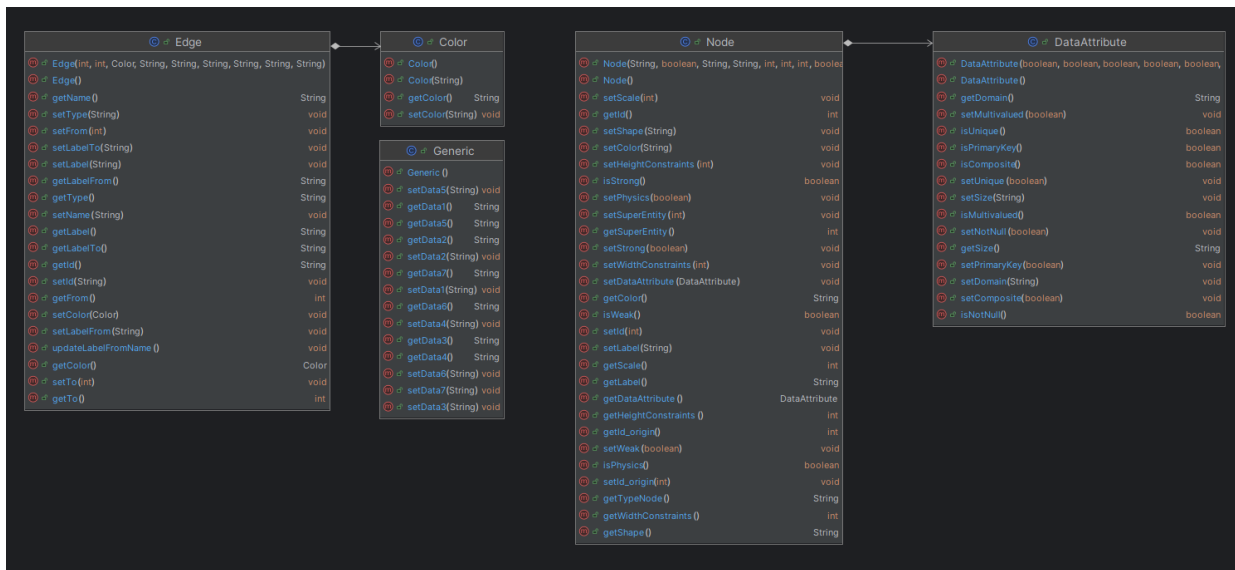 Edge
Edge(int, int, Color, String, String, String, String, String, String)
Edge()
getName() String
setType(String) void
setFrom(int) void
setLabelTo(String) void
setLabel(String) void
getLabelFrom() String
getType() String
setName(String) void
getLabel() String
getLabelTo() String
getId() String
setId(String) void
getFrom() int
setColor(Color) void
setLabelFrom(String) void
updateLabelFromName() void
getColor() Color
setTo(int) void
getTo() int
Color
Color()
Color(String)
getColor() String
setColor(String) void
Generic
Generic()
setData5(String) void
getData1() String
getData5() String
getData2() String
setData2(String) void
getData7() String
setData1(String) void
getData6() String
setData4(String) void
getData3() String
getData4() String
setData6(String) void
setData7(String) void
setData3(String) void
Node
Node(String, boolean, String, String, int, int, int, boolea
Node()
setScale(int) void
getId() int
setShape(String) void
setColor(String) void
setHeightConstraints(int) void
isStrong() boolean
setPhysics(boolean) void
setSuperEntity(int) void
getSuperEntity() int
setStrong(boolean) void
setWidthConstraints(int) void
setDataAttribute(DataAttribute) void
getColor() String
isWeak() boolean
setId(int) void
setLabel(String) void
getScale() int
getLabel() String
getDataAttribute() DataAttribute
getHeightConstraints() int
getId_origin() int
setWeak(boolean) void
isPhysics() boolean
setId_origin(int) void
getTypeNode() String
getWidthConstraints() int
getShape() String
DataAttribute
DataAttribute(boolean, boolean, boolean, boolean, boolean,
DataAttribute()
getDomain() String
setMultivalued(boolean) void
isUnique() boolean
isPrimaryKey() boolean
isComposite() boolean
setUnique(boolean) void
setSize(String) void
isMultivalued() boolean
setNotNull(boolean) void
getSize() String
setPrimaryKey(boolean) void
setDomain(String) void
setComposite(boolean) void
isNotNull() boolean